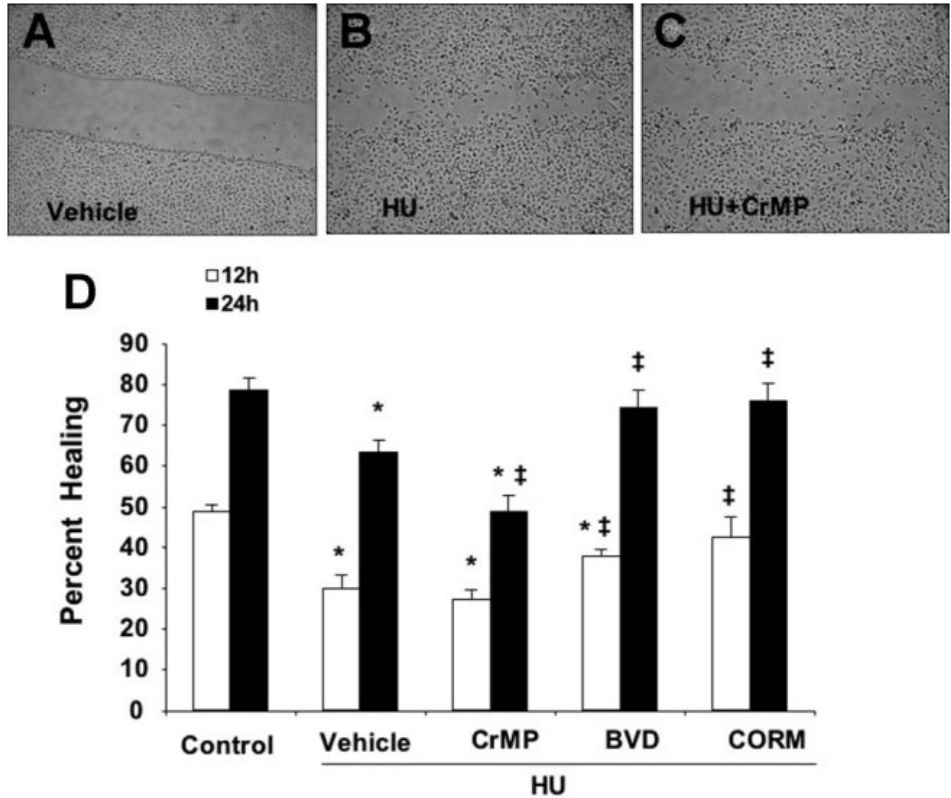 A
B
C
Vehicle
HU
HU+CrMP
D
12h
24h
Percent Healing
90
80
70
60
50
40
30
20
10
0
*
*
*
* ‡
* ‡
‡
‡
‡
Control
Vehicle
CrMP
BVD
CORM
HU